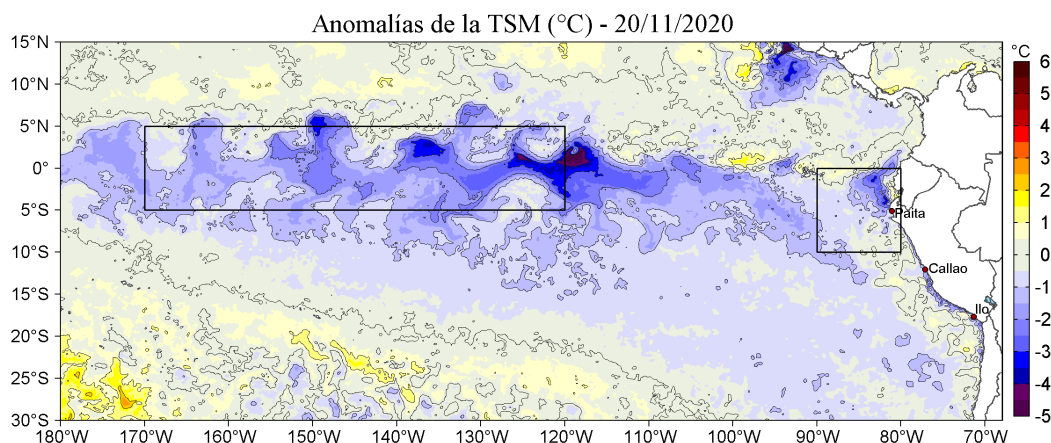 Anomalías de la TSM (°C) - 20/11/2020
15°N
10°N
5°N
0°
5°S
10°S
15°S
20°S
25°S
30°S
180°W
170°W
160°W
150°W
140°W
130°W
120°W
110°W
100°W
90°W
80°W
70°W
Paita
Callao
Ilo
°C
6
5
4
3
2
1
0
-1
-2
-3
-4
-5